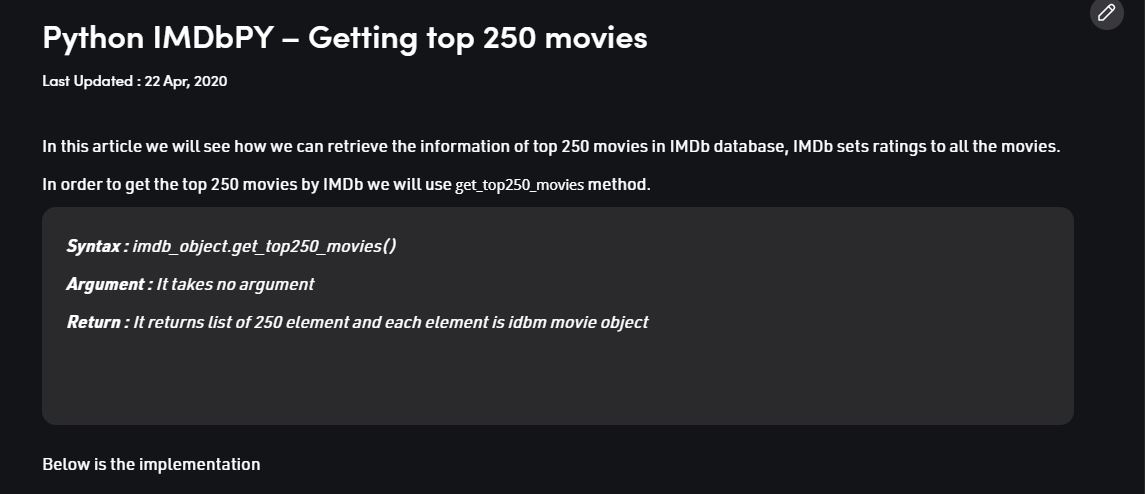 Python IMDbPY – Getting top 250 movies
Last Updated : 22 Apr, 2020
In this article we will see how we can retrieve the information of top 250 movies in IMDb database, IMDb sets ratings to all the movies.
In order to get the top 250 movies by IMDb we will use get_top250_movies method.
Syntax : imdb_object.get_top250_movies()
Argument : It takes no argument
Return : It returns list of 250 element and each element is idbm movie object
Below is the implementation